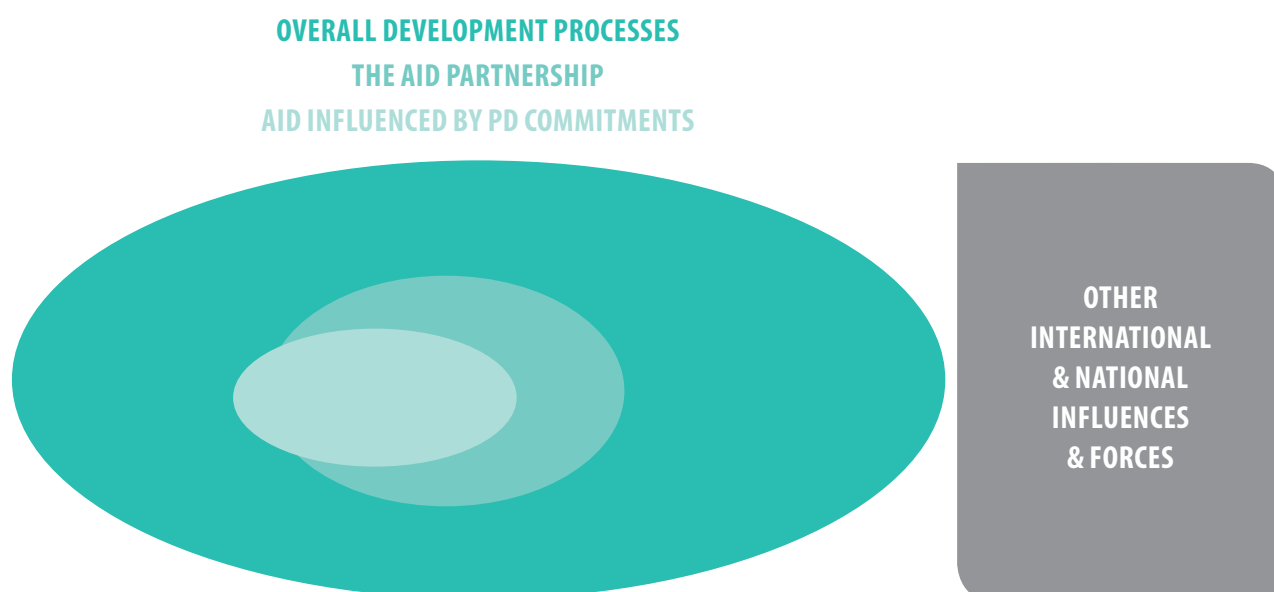 OVERALL DEVELOPMENT PROCESSES
THE AID PARTNERSHIP
AID INFLUENCED BY PD COMMITMENTS
OTHER
INTERNATIONAL
& NATIONAL
INFLUENCES
& FORCES